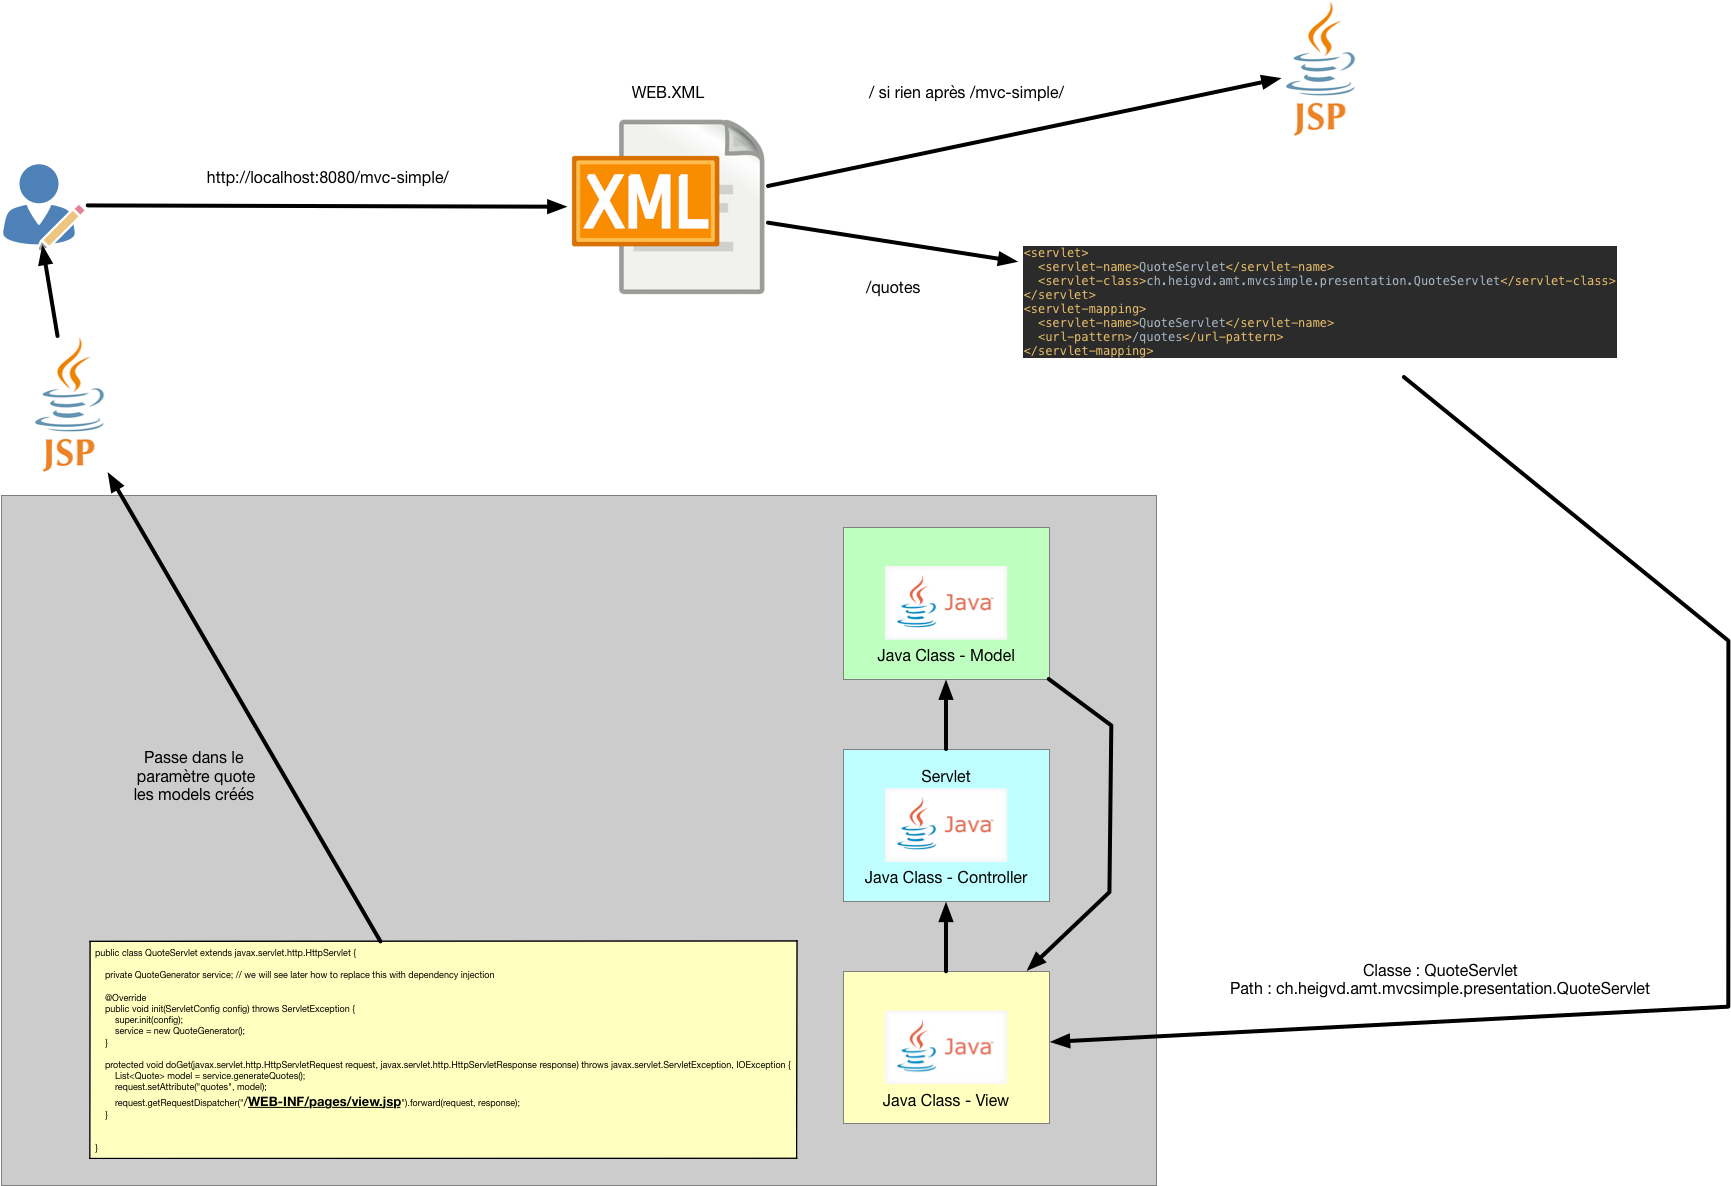 WEB.XML
/ si rien après /mvc-simple/
JSP
http://localhost:8080/mvc-simple/
XML
/quotes
<servlet>
  <servlet-name>QuoteServlet</servlet-name>
  <servlet-class>ch.heigvd.amt.mvcsimple.presentation.QuoteServlet</servlet-class>
</servlet>
<servlet-mapping>
  <servlet-name>QuoteServlet</servlet-name>
  <url-pattern>/quotes</url-pattern>
</servlet-mapping>
JSP
Java
Java Class - Model
Passe dans le
paramètre quote
les models créés
Servlet
Java
Java Class - Controller
public class QuoteServlet extends javax.servlet.http.HttpServlet {
private QuoteGenerator service; // we will see later how to replace this with dependency injection
@Override
public void init(ServletConfig config) throws ServletException {
super.init(config);
service = new QuoteGenerator();
}
protected void doGet(javax.servlet.http.HttpServletRequest request, javax.servlet.http.HttpServletResponse response) throws javax.servlet.ServletException, IOException {
List<Quote> model = service.generateQuotes();
request.setAttribute("quotes", model);
request.getRequestDispatcher("/WEB-INF/pages/view.jsp").forward(request, response);
}
}
Java
Java Class - View
Classe : QuoteServlet
Path : ch.heigvd.amt.mvcsimple.presentation.QuoteServlet